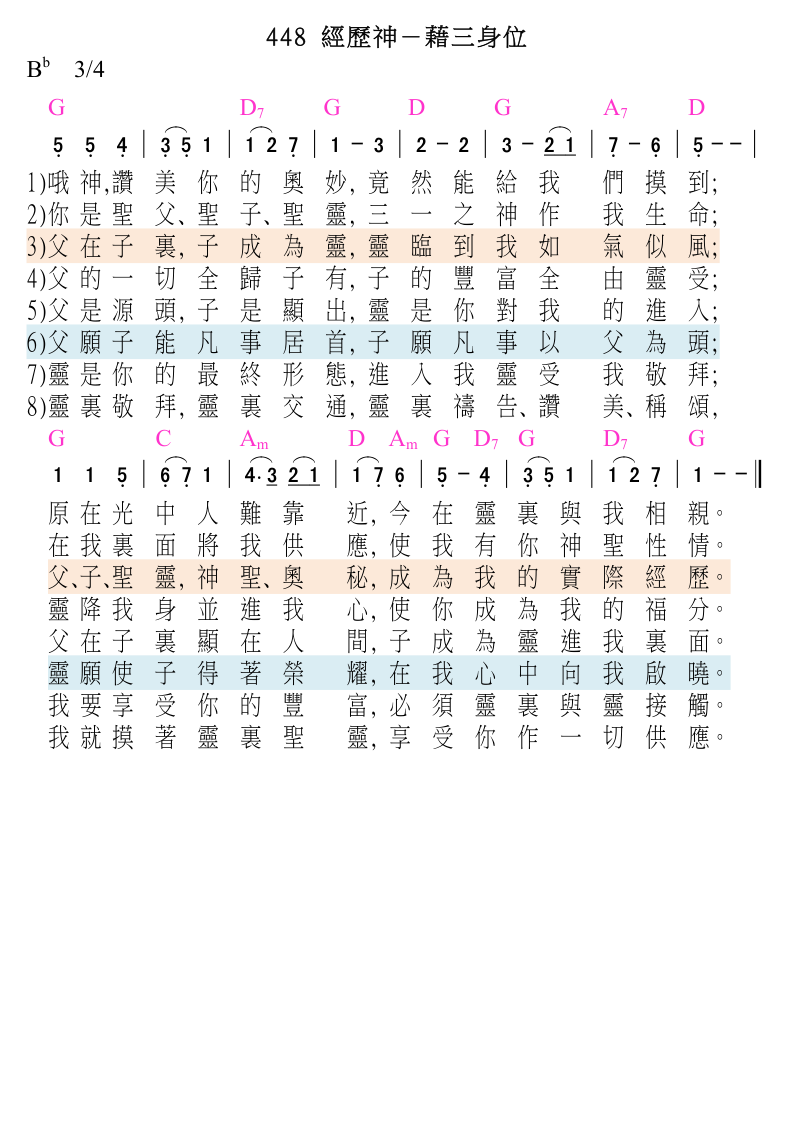 448 經歷神－藉三身位
B♭ 3/4
G D7 G D G A7 D
5 5 4 | 3 5 1 | 1 2 7 | 1 － 3 | 2 － 2 | 3 － 2 1 | 7 － 6 | 5 － － |
1)哦神,讚美你的奧妙,竟然能給我們摸到;
2)你是聖父、聖子、聖靈,三一之神作我生命;
3)父在子裏,子成為靈,靈臨到我如氣似風;
4)父的一切全歸子有,子的豐富全由靈受;
5)父是源頭,子是顯出,靈是你對我的進入;
6)父願子能凡事居首,子願凡事以父為頭;
7)靈是你的最終形態,進入我靈受我敬拜;
8)靈裏敬拜,靈裏交通,靈裏禱告、讚美、稱頌,
G C Am D Am G D7 G D7 G
1 1 5 | 6 7 1 | 4· 3 2 1 | 1 7 6 | 5 － 4 | 3 5 1 | 1 2 7 | 1 － － ‖
原在光中人難靠近,今在靈裏與我相親。
在我裏面將我供應,使我有你神聖性情。
父、子、聖靈,神聖、奧秘,成為我的實際經歷。
靈降我身並進我心,使你成為我的福分。
父在子裏顯在人間,子成為靈進我裏面。
靈願使子得著榮耀,在我心中向我啟曉。
我要享受你的豐富,必須靈裏與靈接觸。
我就摸著靈裏聖靈,享受你作一切供應。